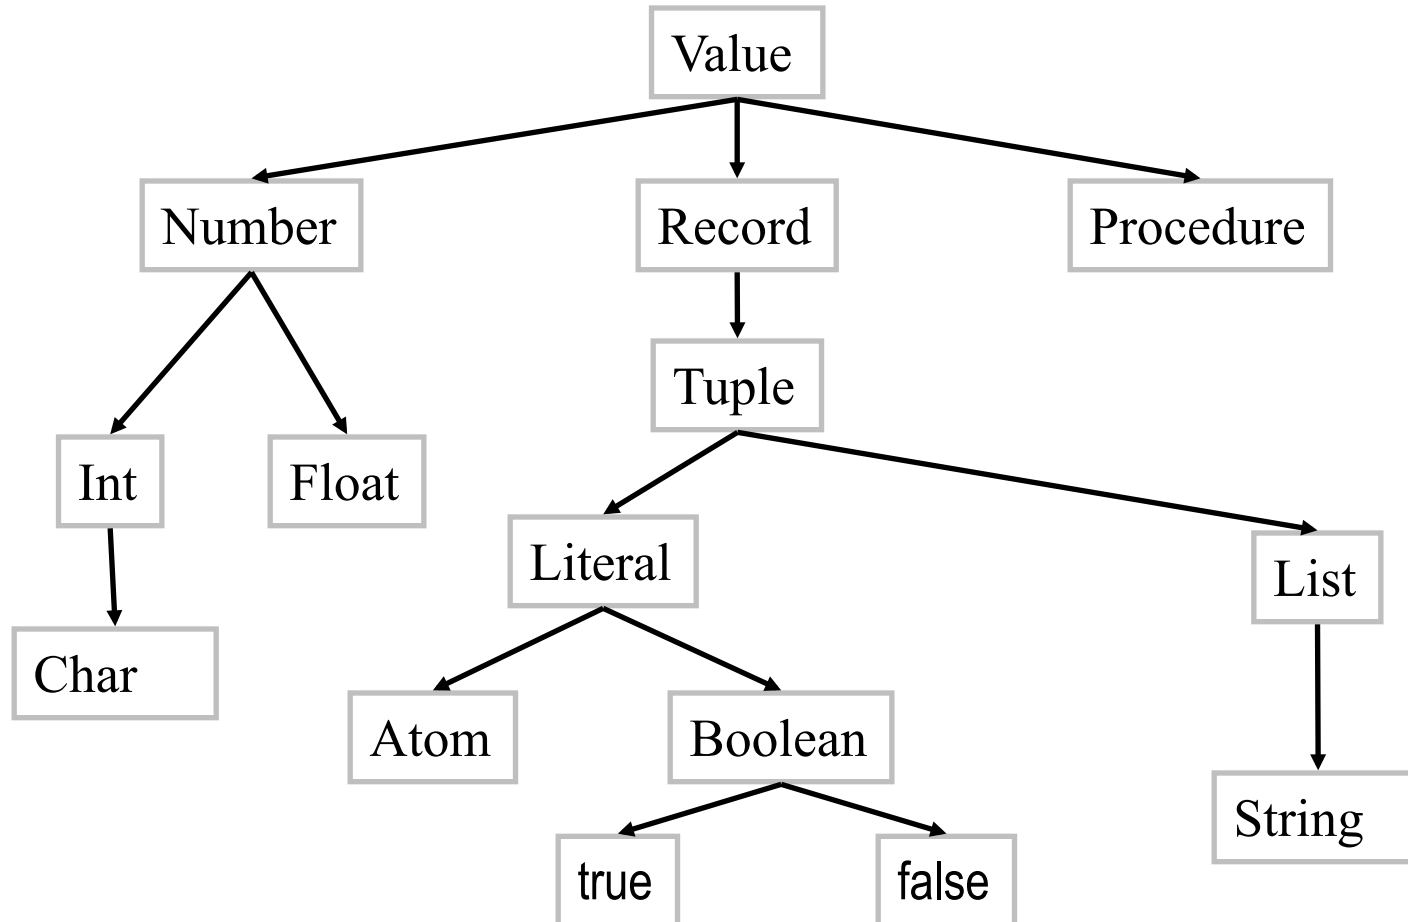 Value
Number
Record
Procedure
Tuple
Int
Float
Literal
List
Char
Atom
Boolean
String
true
false